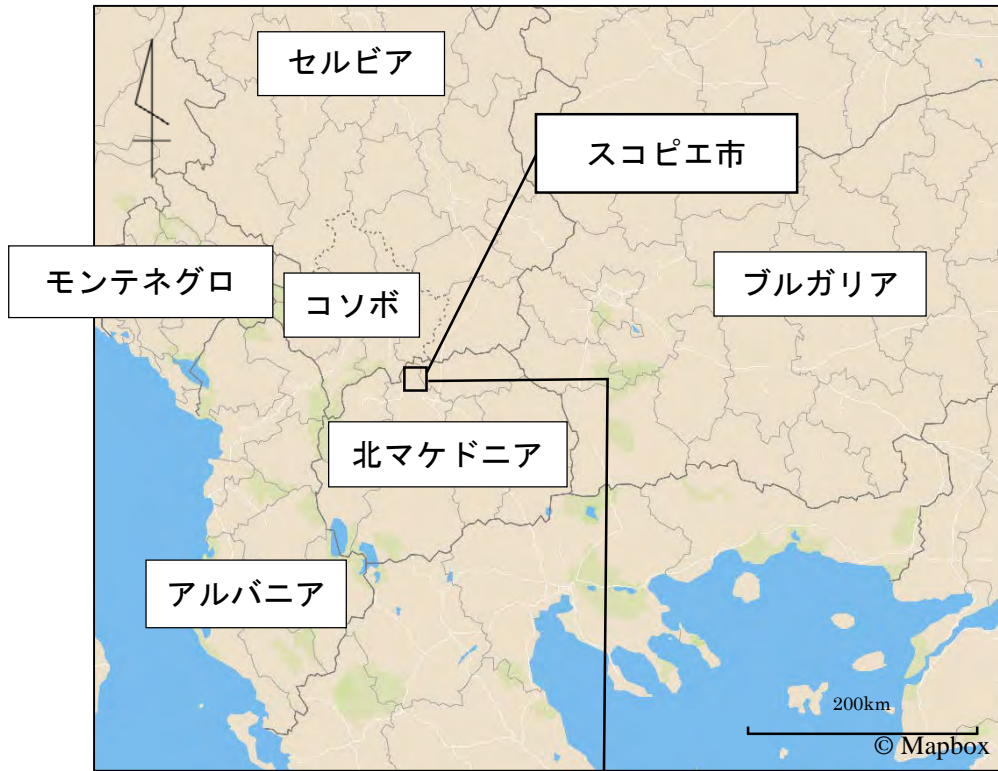 セルビア
スコピエ市
モンテネグロ
コソボ
ブルガリア
北マケドニア
アルバニア
200km
© Mapbox